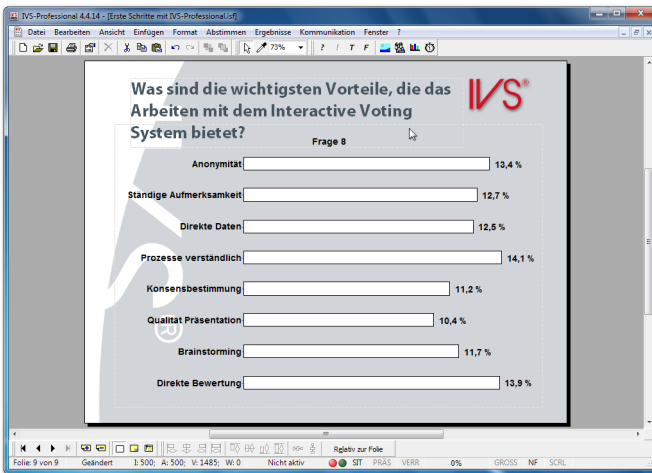 IVS-Professional 4.4.14 - [Erste Schritte mit IVS-Professional.isf]
Datei Bearbeiten Ansicht Einfügen Format Abstimmen Ergebnisse Kommunikation Fenster ?
73% ? ! T F
Was sind die wichtigsten Vorteile, die das
Arbeiten mit dem Interactive Voting
System bietet?
IVS®
Frage 8
Anonymität 13,4 %
Ständige Aufmerksamkeit 12,7 %
Direkte Daten 12,5 %
Prozesse verständlich 14,1 %
Konsensbestimmung 11,2 %
Qualität Präsentation 10,4 %
Brainstorming 11,7 %
Direkte Bewertung 13,9 %
Relativ zur Folie
Folie: 9 von 9 Geändert I: 500; A: 500; V: 1485; W: 0 Nicht aktiv SIT PRÄS VERR 0% GROSS NF SCRL